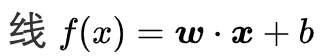 线 f(x) = w · x + b